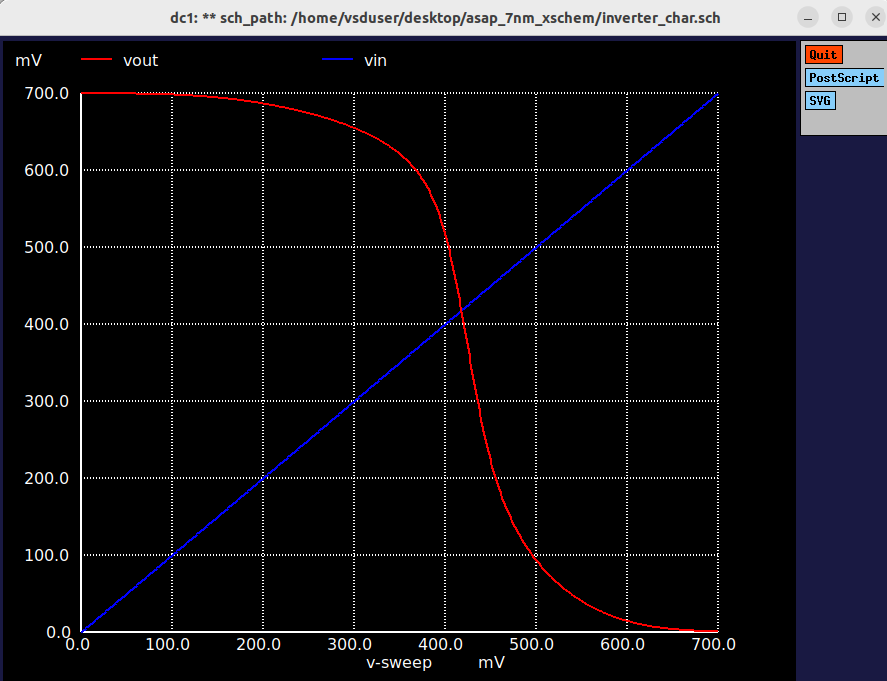 dc1: ** sch_path: /home/vsduser/desktop/asap_7nm_xschem/inverter_char.sch
Quit
PostScript
SVG
mV vout vin
700.0
600.0
500.0
400.0
300.0
200.0
100.0
0.0
0.0 100.0 200.0 300.0 400.0 500.0 600.0 700.0
v-sweep mV